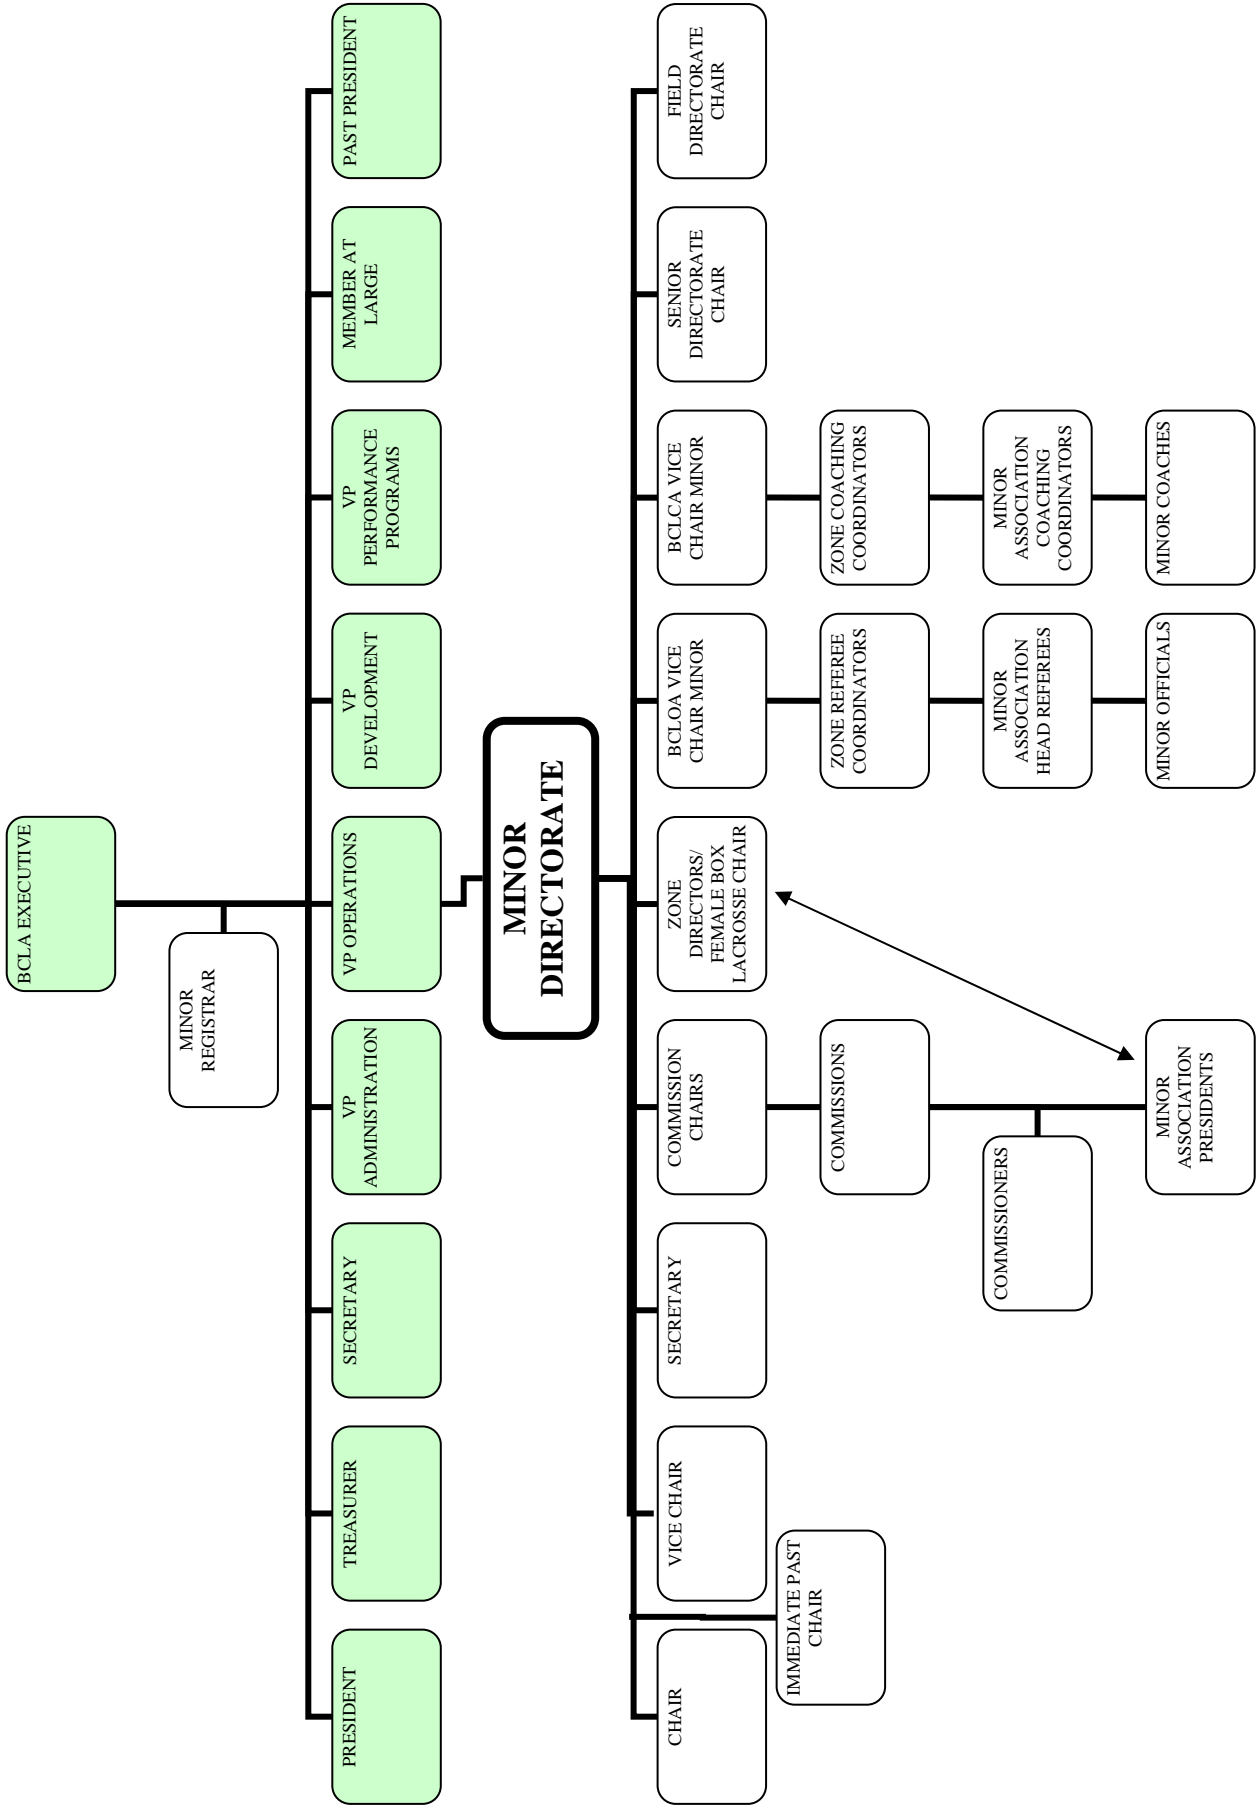 BCLA EXECUTIVE
MINOR
REGISTRAR
PRESIDENT
TREASURER
SECRETARY
VP
ADMINISTRATION
VP OPERATIONS
VP
DEVELOPMENT
VP
PERFORMANCE
PROGRAMS
MEMBER AT
LARGE
PAST PRESIDENT
MINOR
DIRECTORATE
CHAIR
IMMEDIATE PAST
CHAIR
VICE CHAIR
SECRETARY
COMMISSION
CHAIRS
ZONE
DIRECTORS/
FEMALE BOX
LACROSSE CHAIR
BCLOA VICE
CHAIR MINOR
BCLCA VICE
CHAIR MINOR
SENIOR
DIRECTORATE
CHAIR
FIELD
DIRECTORATE
CHAIR
COMMISSIONS
ZONE REFEREE
COORDINATORS
ZONE COACHING
COORDINATORS
COMMISSIONERS
MINOR
ASSOCIATION
HEAD REFEREES
MINOR
ASSOCIATION
COACHING
COORDINATORS
MINOR
ASSOCIATION
PRESIDENTS
MINOR OFFICIALS
MINOR COACHES